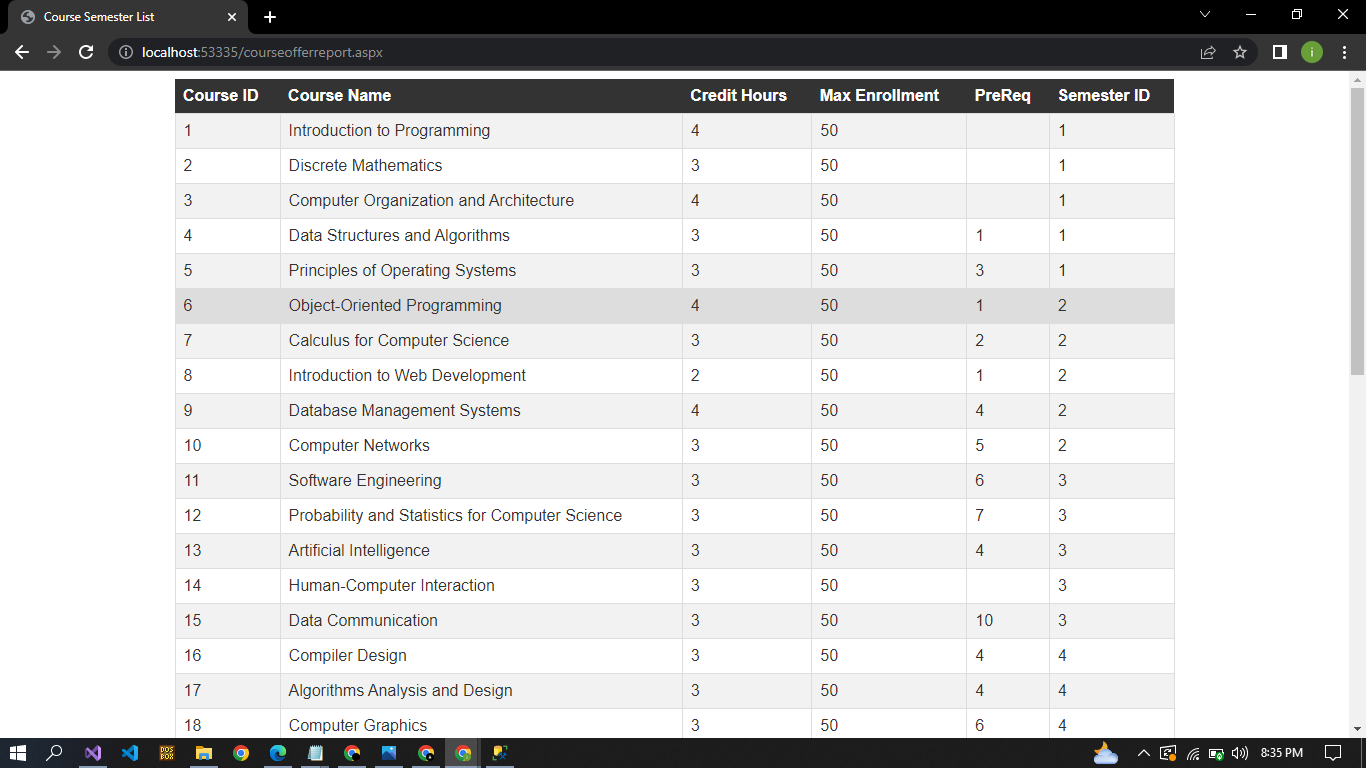 Course Semester List
localhost:53335/courseofferreport.aspx
i
Course ID Course Name Credit Hours Max Enrollment PreReq Semester ID
1 Introduction to Programming 4 50 1
2 Discrete Mathematics 3 50 1
3 Computer Organization and Architecture 4 50 1
4 Data Structures and Algorithms 3 50 1 1
5 Principles of Operating Systems 3 50 3 1
6 Object-Oriented Programming 4 50 1 2
7 Calculus for Computer Science 3 50 2 2
8 Introduction to Web Development 2 50 1 2
9 Database Management Systems 4 50 4 2
10 Computer Networks 3 50 5 2
11 Software Engineering 3 50 6 3
12 Probability and Statistics for Computer Science 3 50 7 3
13 Artificial Intelligence 3 50 4 3
14 Human-Computer Interaction 3 50 3
15 Data Communication 3 50 10 3
16 Compiler Design 3 50 4 4
17 Algorithms Analysis and Design 3 50 4 4
18 Computer Graphics 3 50 6 4
DOS BOX
8:35 PM